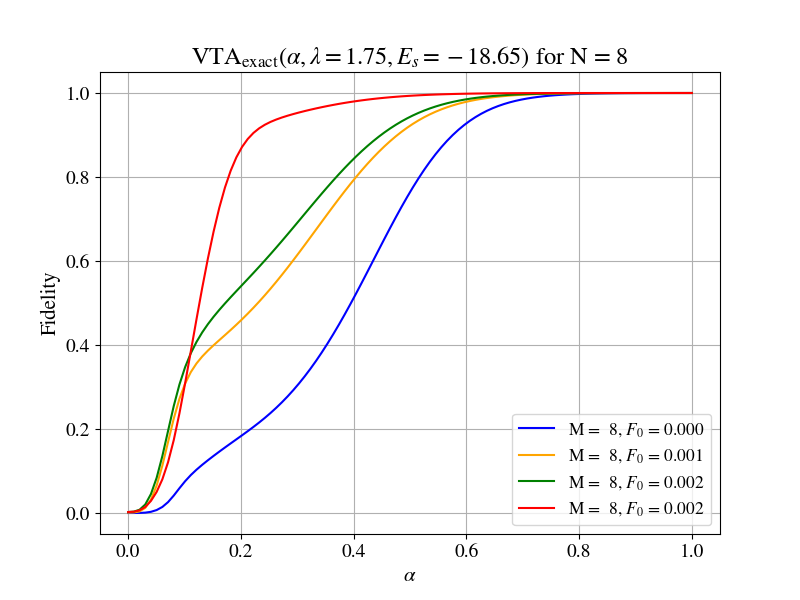 VTA_exact(α, λ = 1.75, E_s = −18.65) for N = 8
1.0
0.8
0.6
0.4
0.2
0.0
Fidelity
M = 8, F_0 = 0.000
M = 8, F_0 = 0.001
M = 8, F_0 = 0.002
M = 8, F_0 = 0.002
0.0 0.2 0.4 0.6 0.8 1.0
α